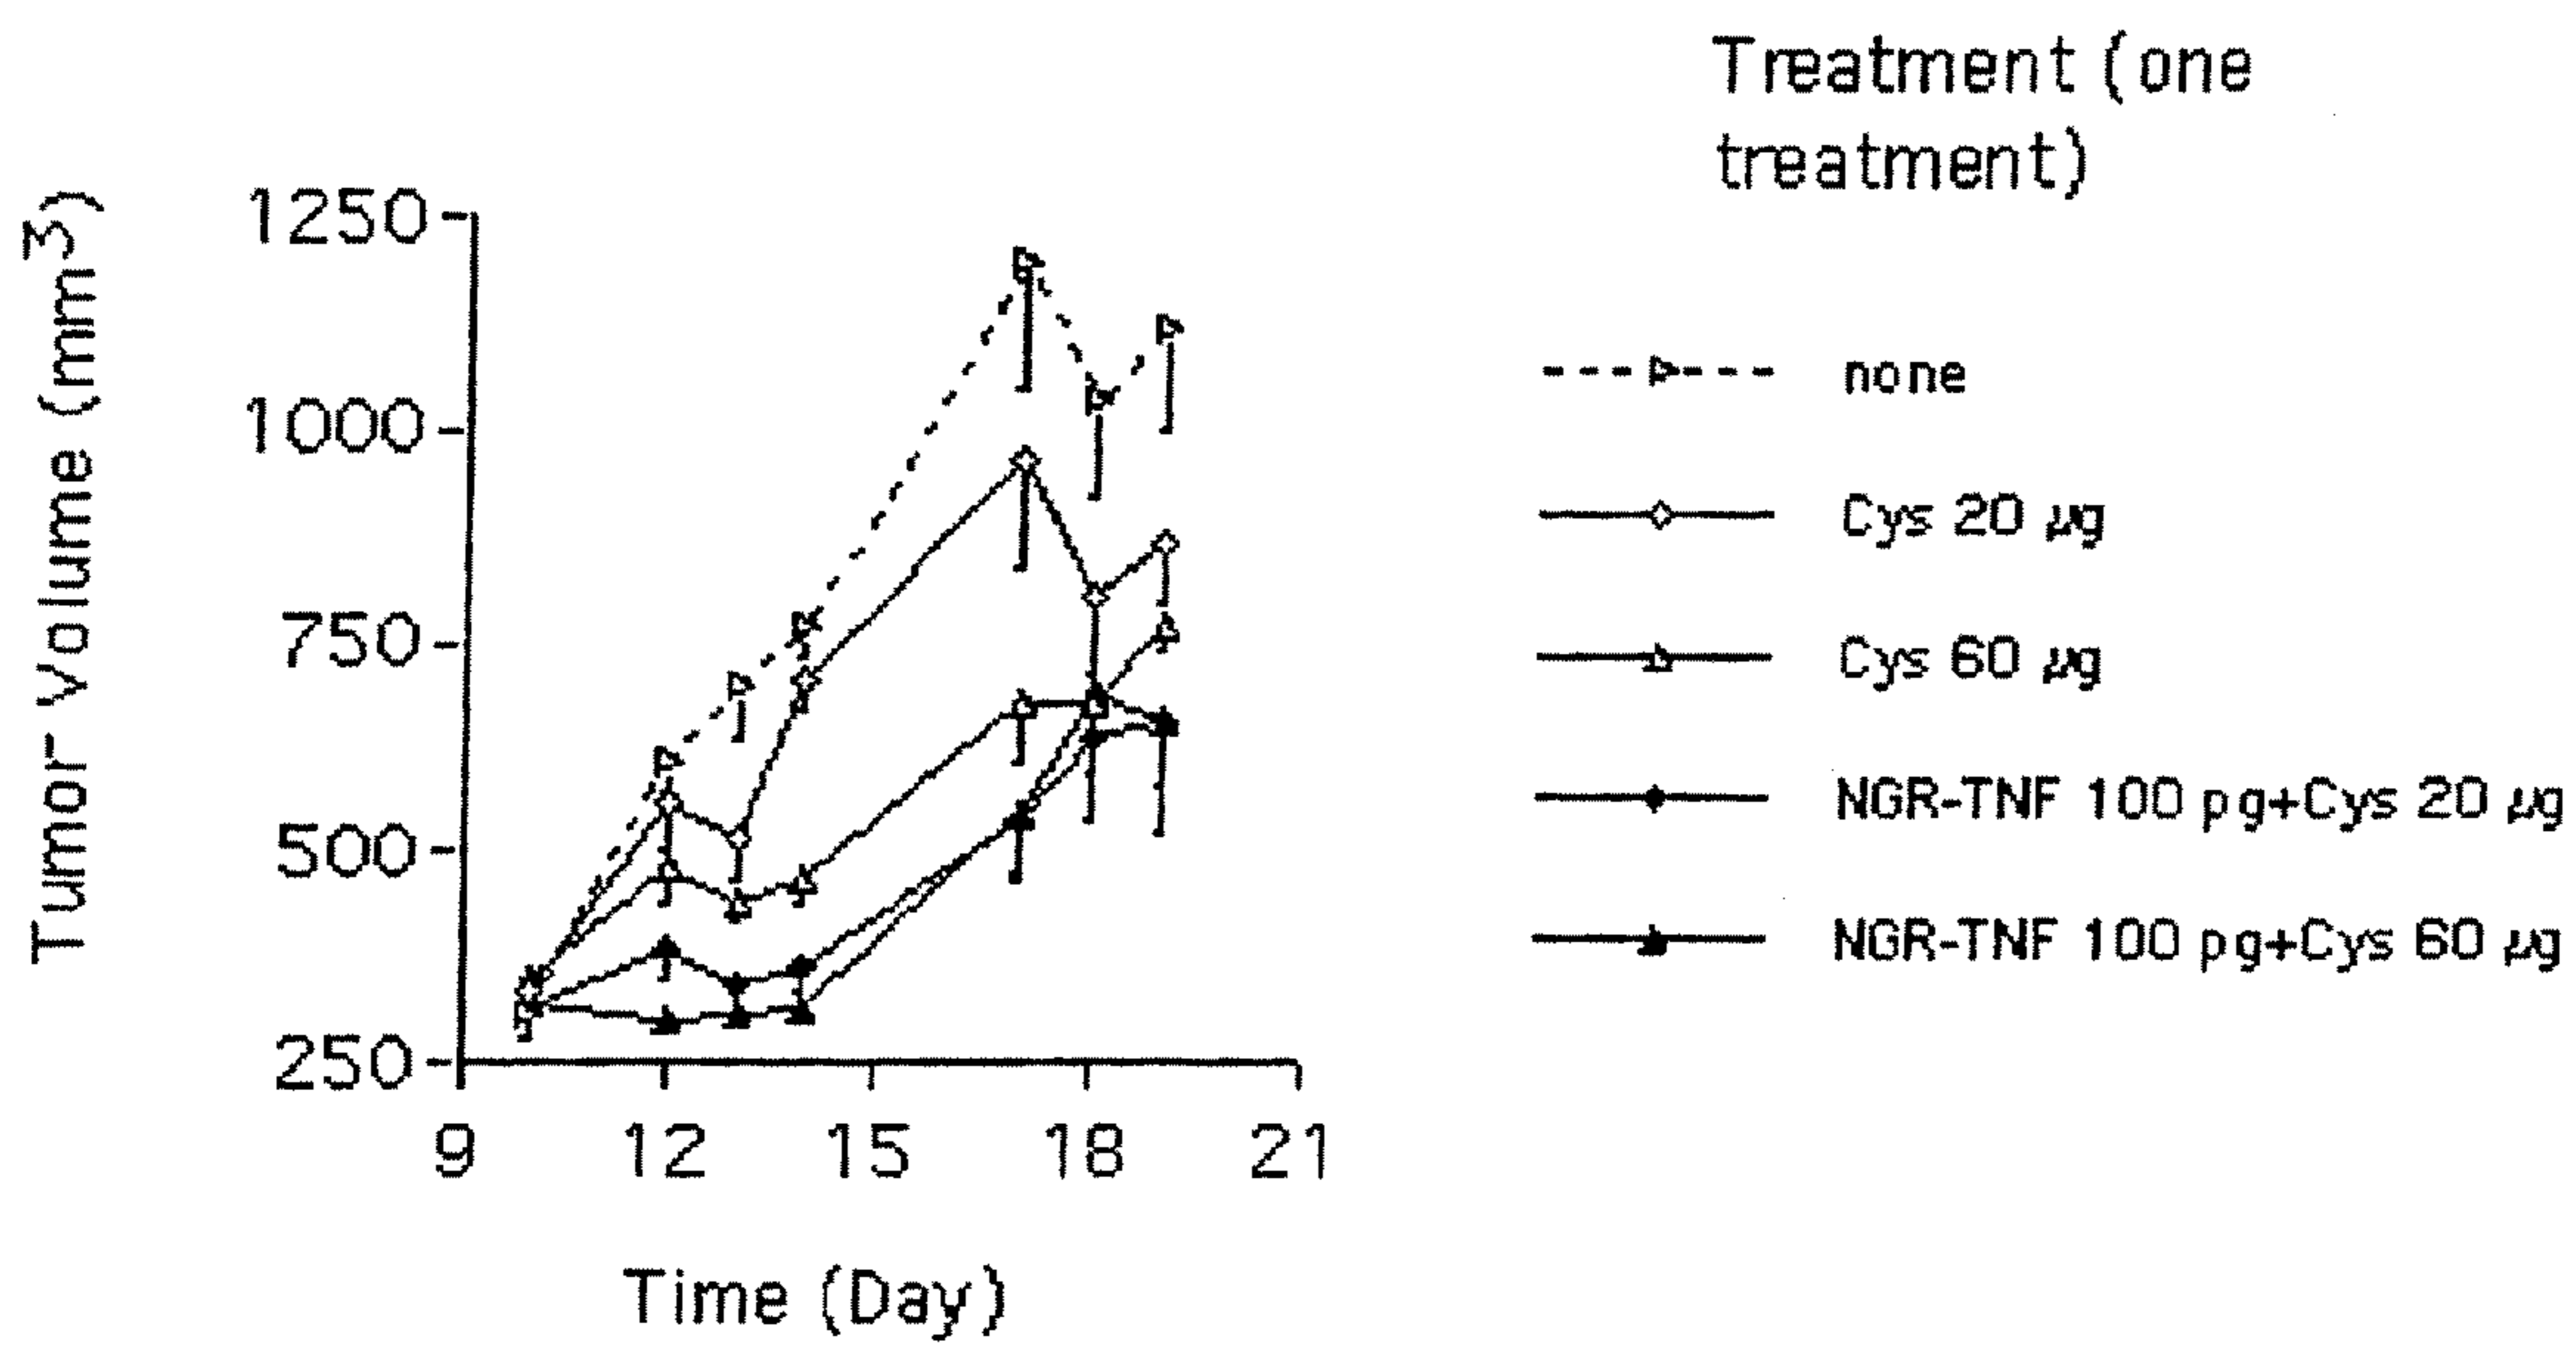 Treatment (one
treatment)
Tumor Volume (mm³)
1250
1000
750
500
250
9 12 15 18 21
Time (Day)
none
Cys 20 µg
Cys 60 µg
NGR-TNF 100 pg+Cys 20 µg
NGR-TNF 100 pg+Cys 60 µg